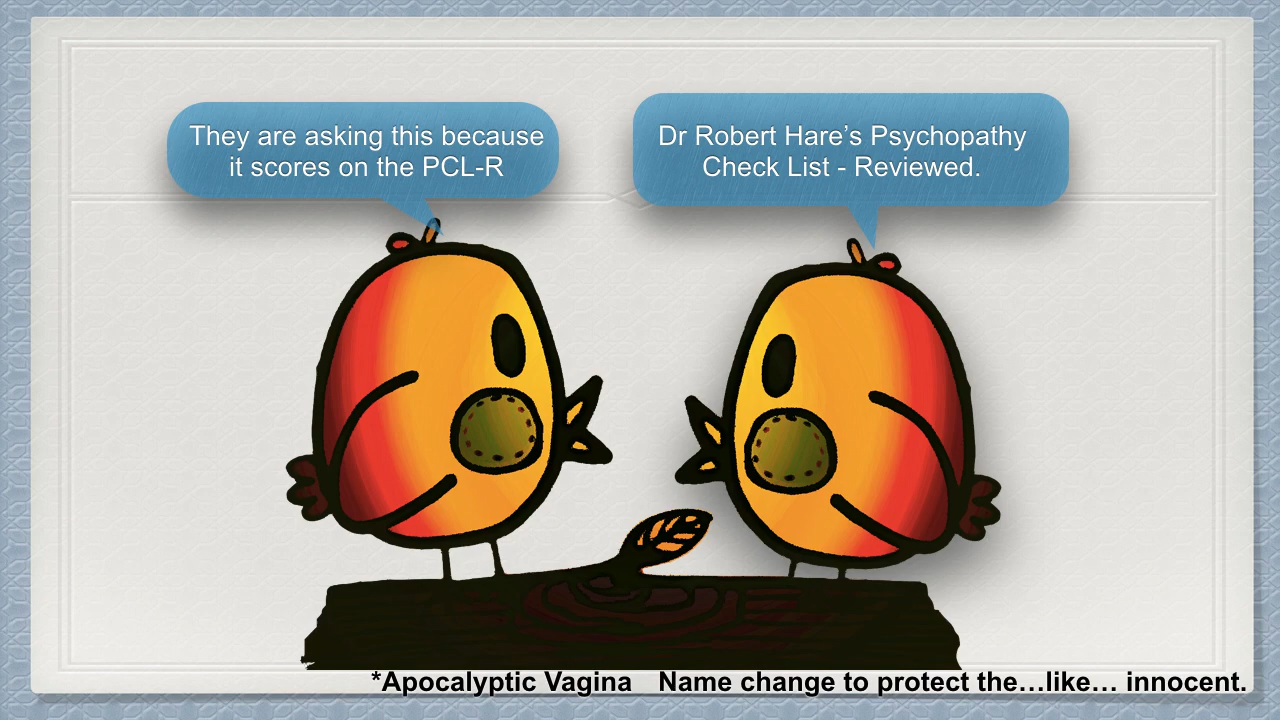 They are asking this because
it scores on the PCL-R
Dr Robert Hare’s Psychopathy
Check List - Reviewed.
*Apocalyptic Vagina Name change to protect the…like… innocent.